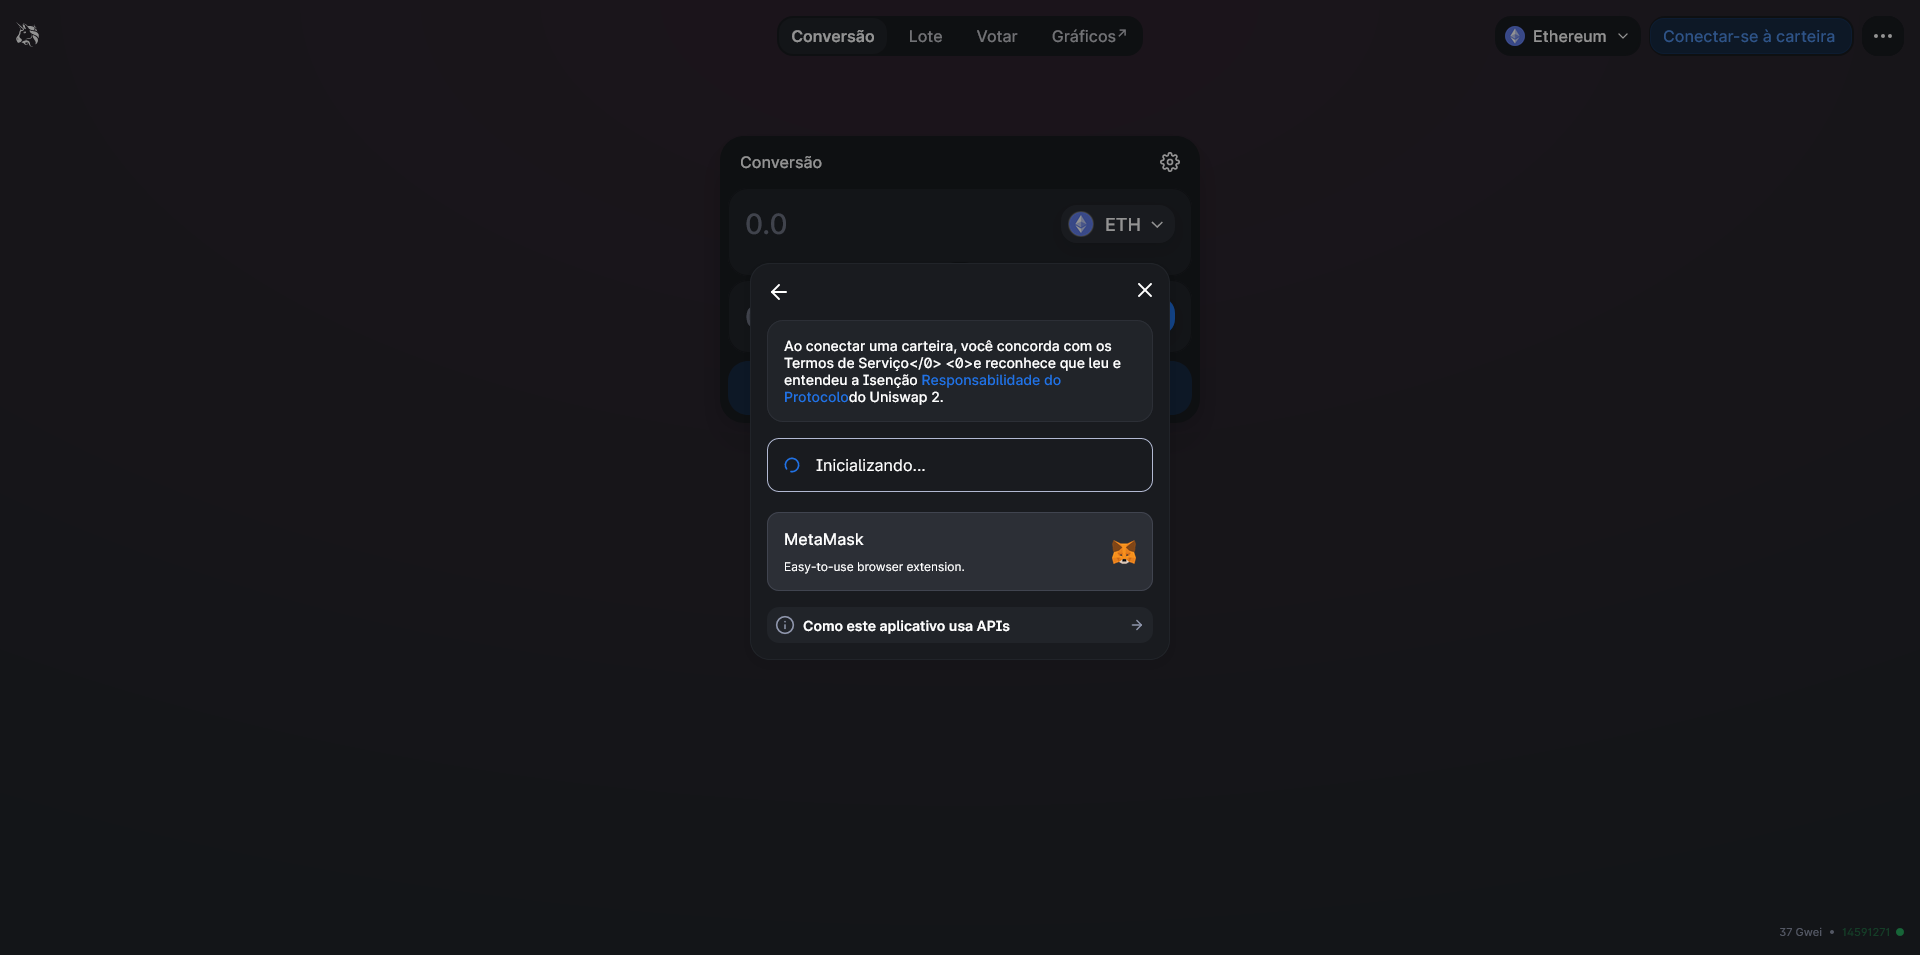 Conversão
Lote
Votar
Gráficos↗
Ethereum
Conectar-se à carteira
Conversão
0.0
ETH
Ao conectar uma carteira, você concorda com os
Termos de Serviço</0> <0>e reconhece que leu e
entendeu a Isenção Responsabilidade do
Protocolodo Uniswap 2.
Inicializando...
MetaMask
Easy-to-use browser extension.
Como este aplicativo usa APIs
37 Gwei • 14591271